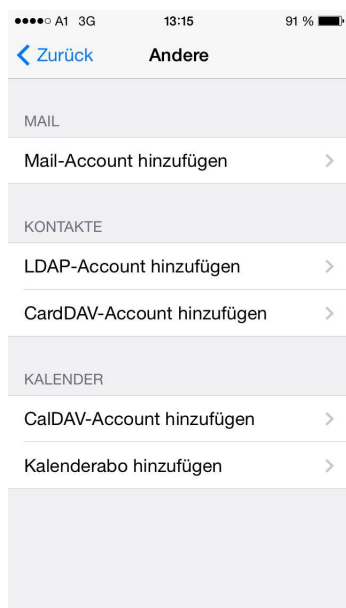 A1 3G 13:15 91 %
Zurück Andere
MAIL
Mail-Account hinzufügen
KONTAKTE
LDAP-Account hinzufügen
CardDAV-Account hinzufügen
KALENDER
CalDAV-Account hinzufügen
Kalenderabo hinzufügen